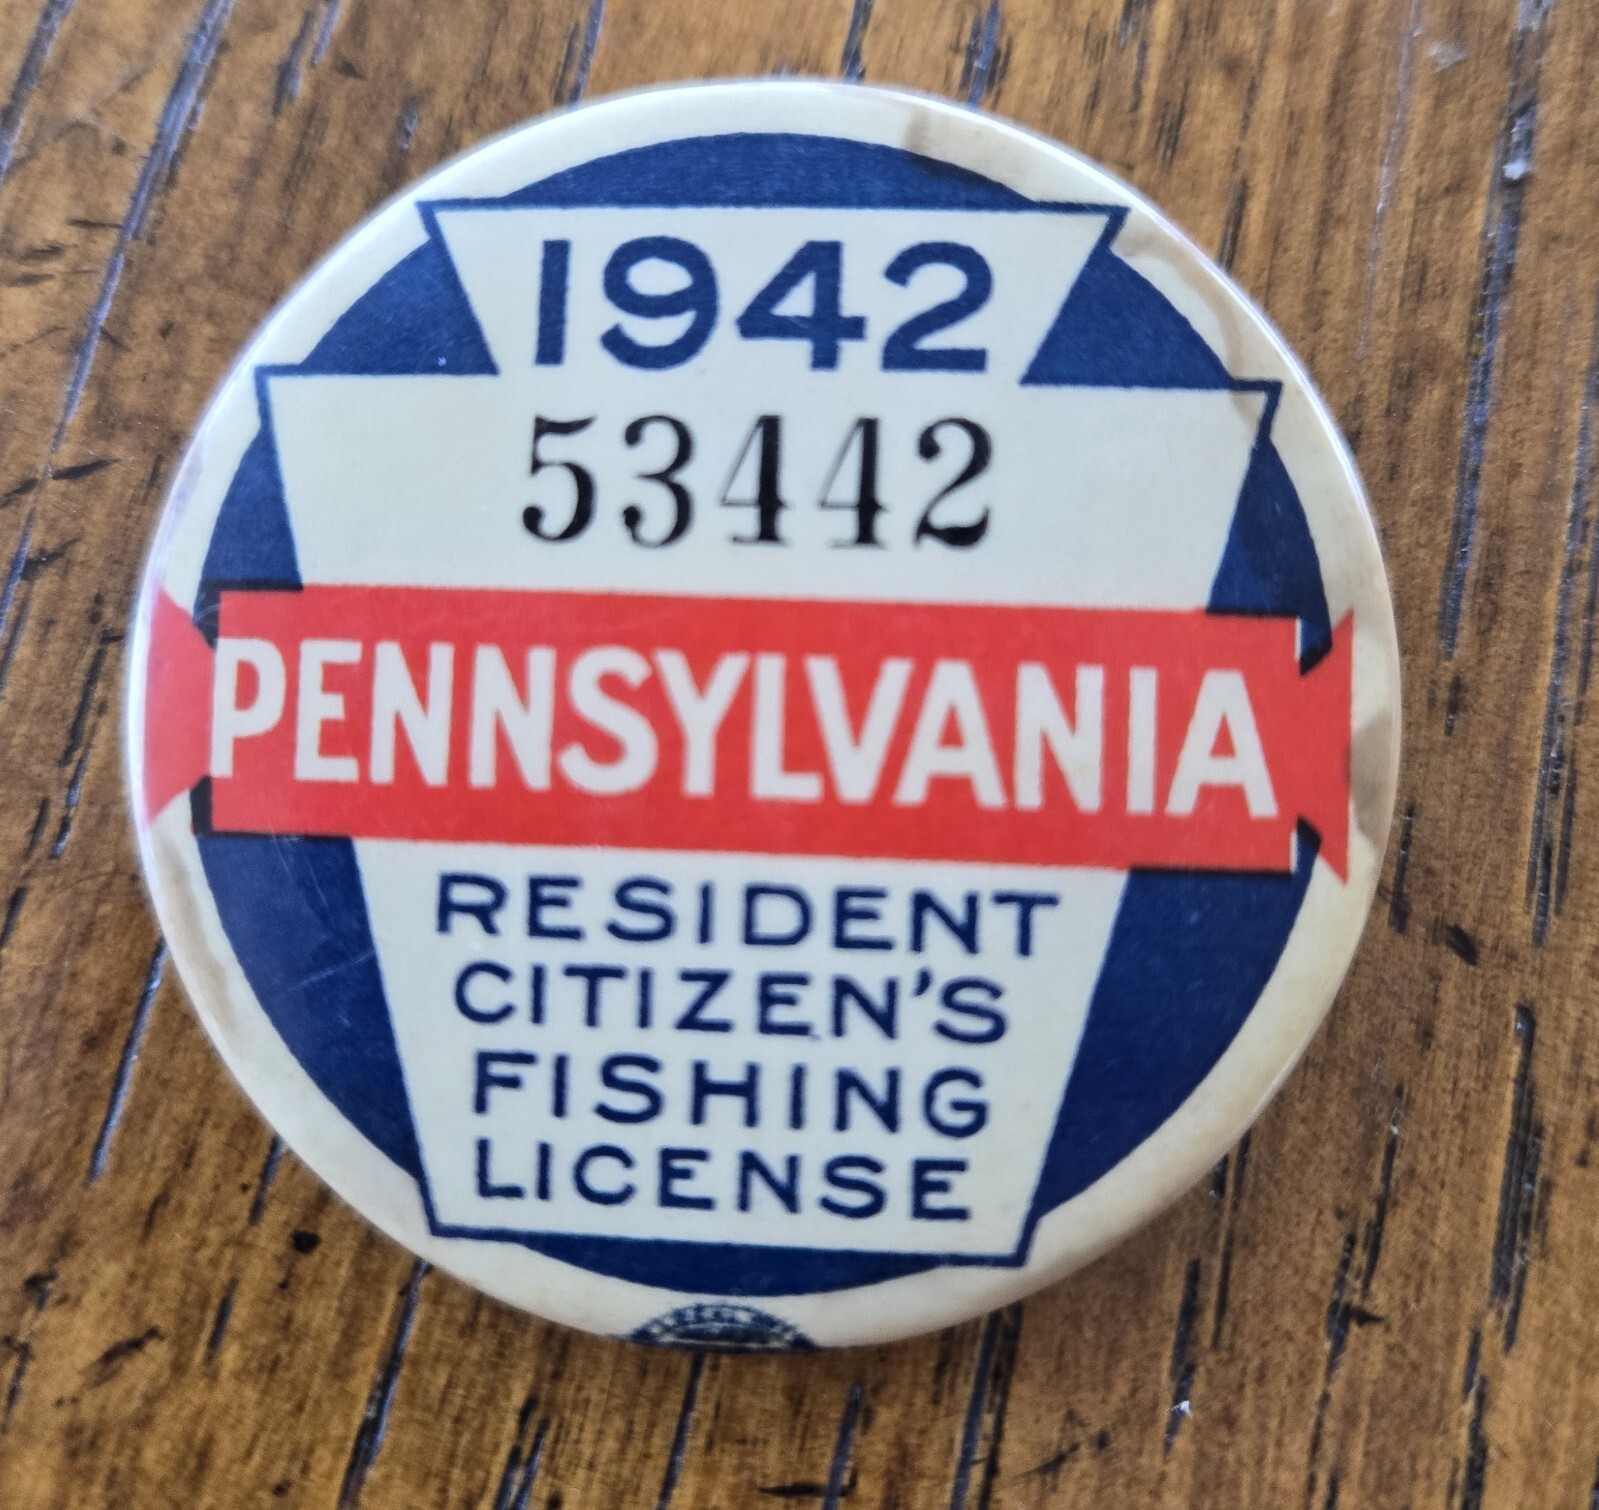 1942
53442
PENNSYLVANIA
RESIDENT
CITIZEN'S
FISHING
LICENSE